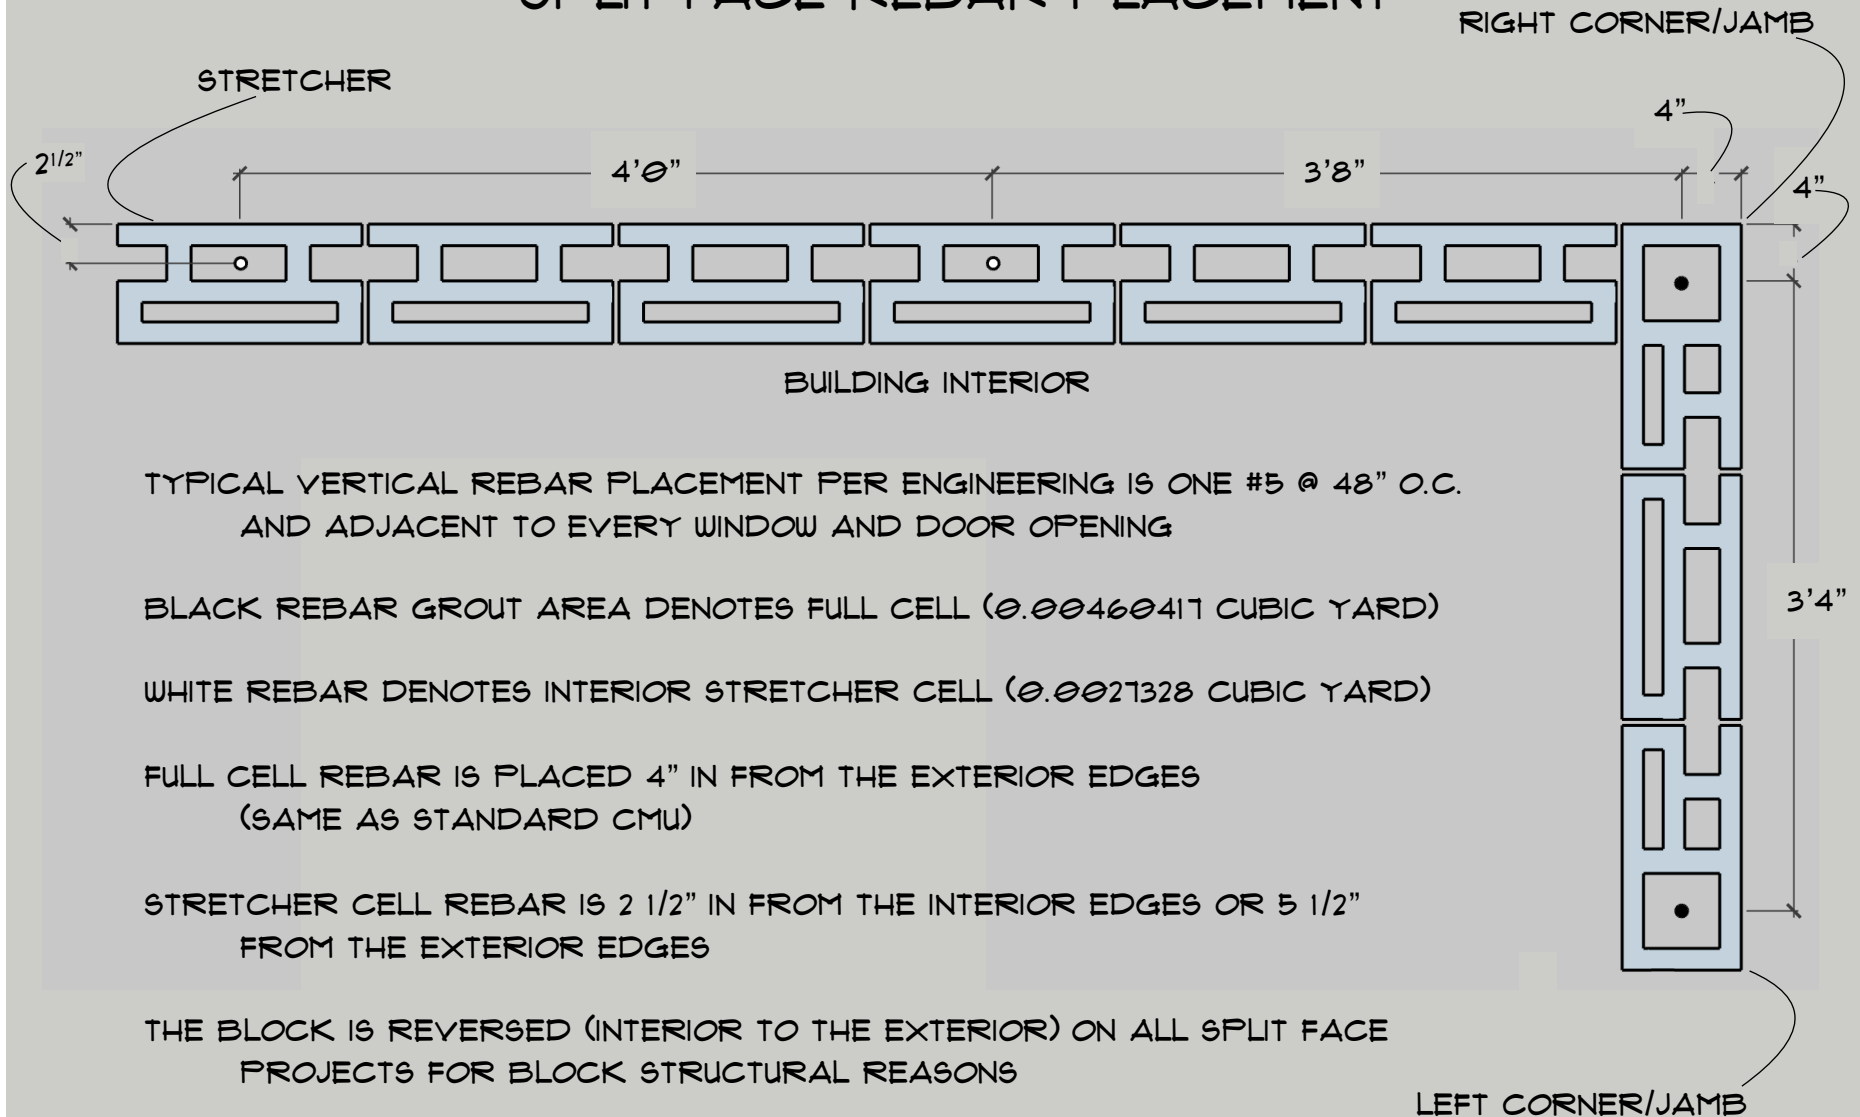 SPLIT FACE REBAR PLACEMENT
RIGHT CORNER/JAMB
STRETCHER
4"
2 1/2"
4'0"
3'8"
4"
BUILDING INTERIOR
TYPICAL VERTICAL REBAR PLACEMENT PER ENGINEERING IS ONE #5 @ 48" O.C.
AND ADJACENT TO EVERY WINDOW AND DOOR OPENING
BLACK REBAR GROUT AREA DENOTES FULL CELL (0.00460417 CUBIC YARD)
3'4"
WHITE REBAR DENOTES INTERIOR STRETCHER CELL (0.0027328 CUBIC YARD)
FULL CELL REBAR IS PLACED 4" IN FROM THE EXTERIOR EDGES
(SAME AS STANDARD CMU)
STRETCHER CELL REBAR IS 2 1/2" IN FROM THE INTERIOR EDGES OR 5 1/2"
FROM THE EXTERIOR EDGES
THE BLOCK IS REVERSED (INTERIOR TO THE EXTERIOR) ON ALL SPLIT FACE
PROJECTS FOR BLOCK STRUCTURAL REASONS
LEFT CORNER/JAMB